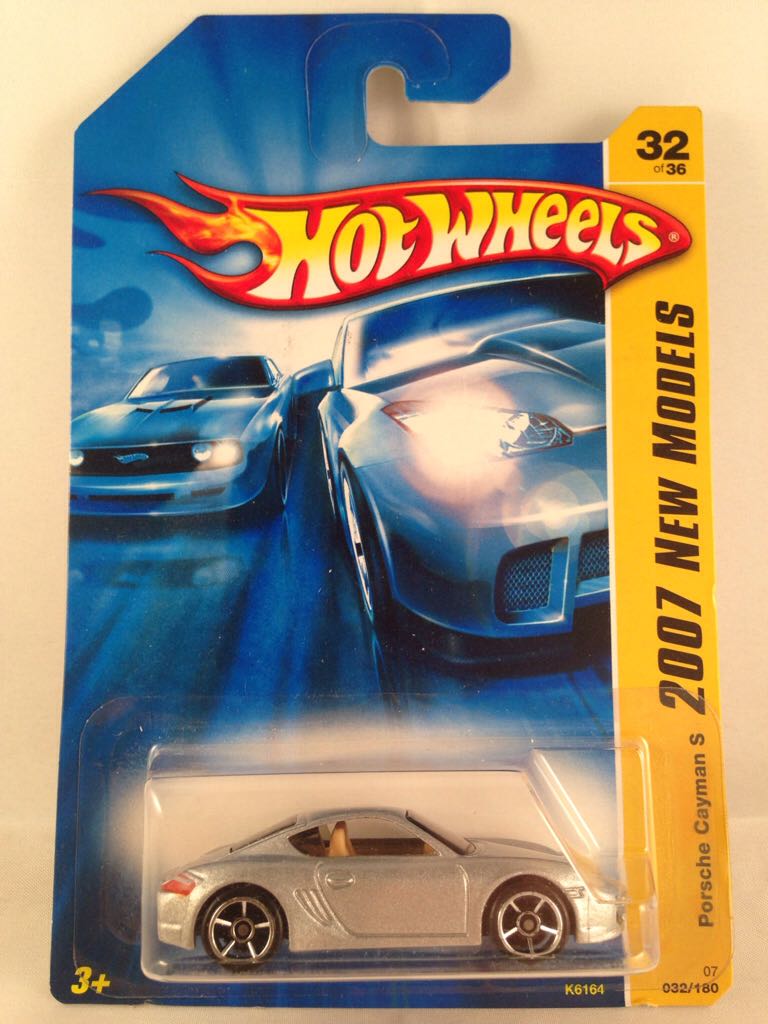 32
of 36
HOT WHEELS®
2007 NEW MODELS
Porsche Cayman S
3+
K6164
07
032/180